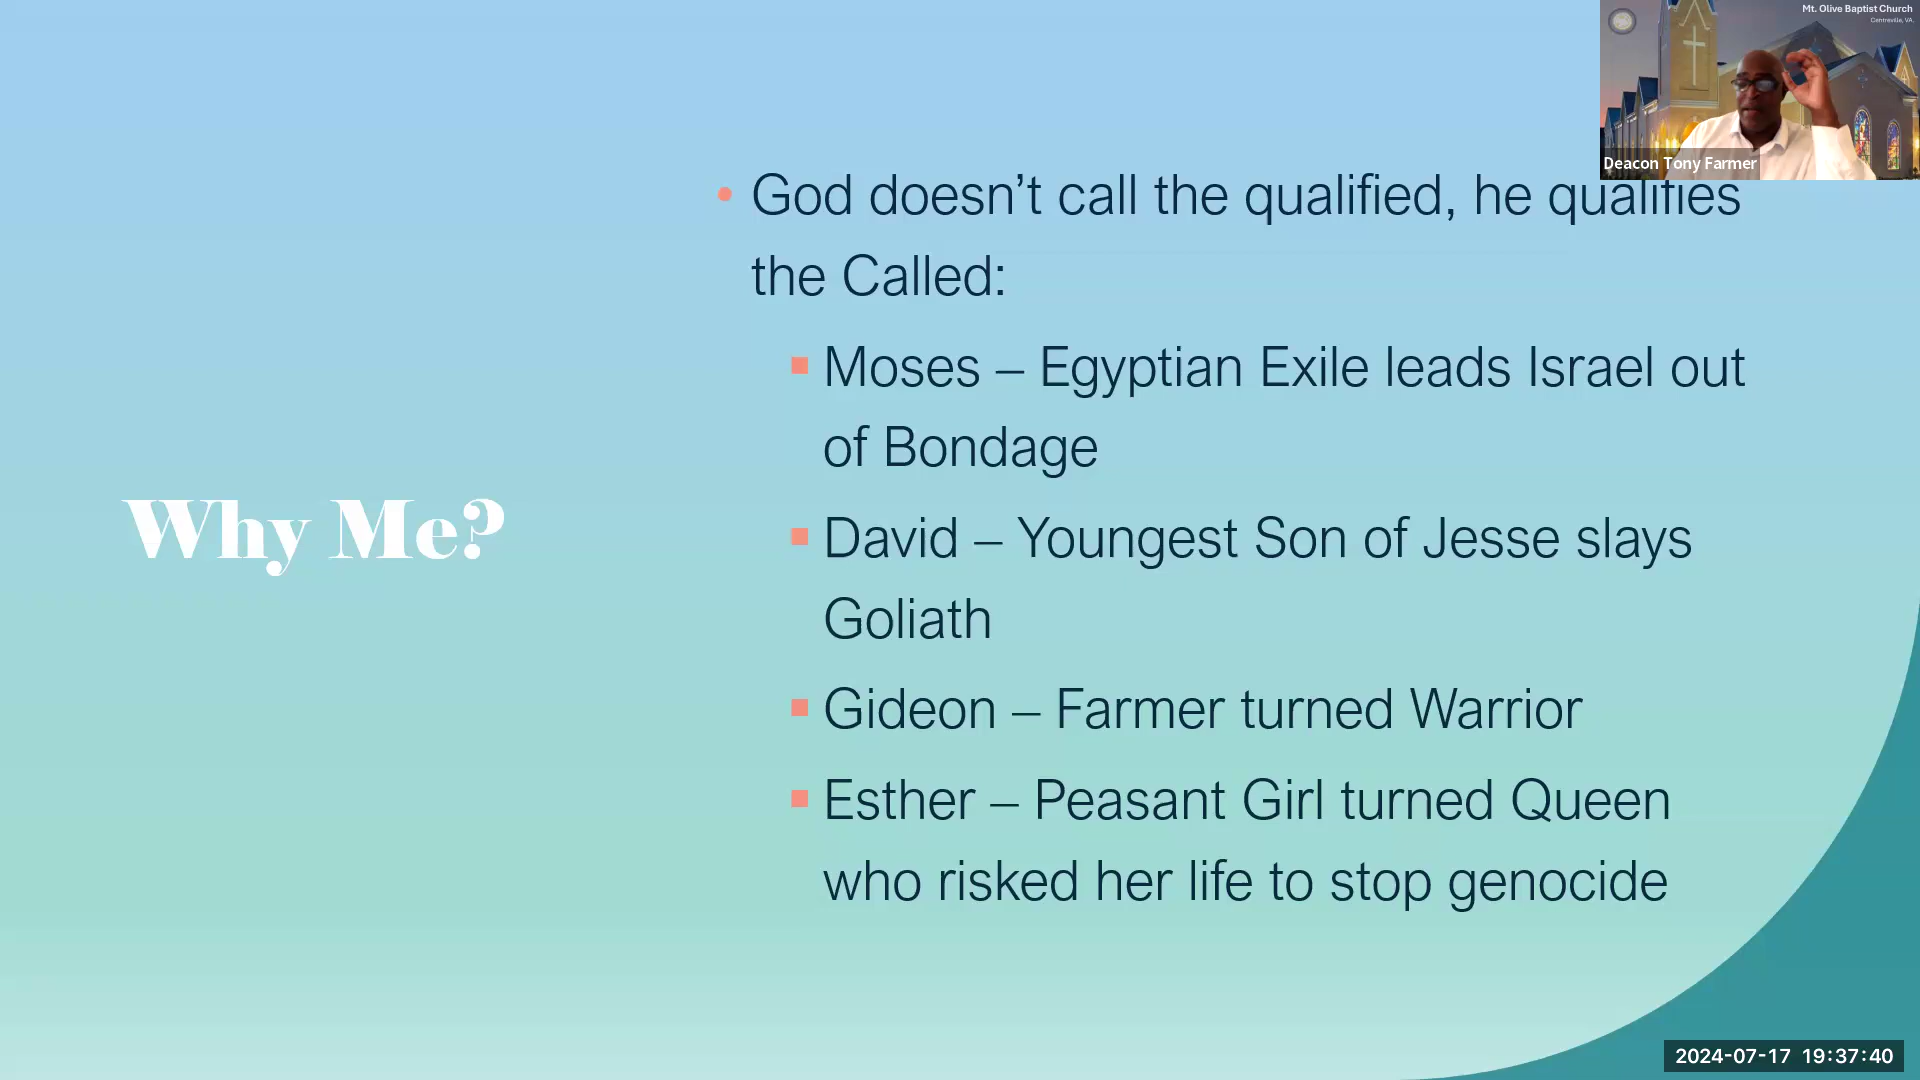 Mt. Olive Baptist Church
Centreville, VA.
Deacon Tony Farmer
Why Me?
• God doesn’t call the qualified, he qualifies
the Called:
▪ Moses – Egyptian Exile leads Israel out
of Bondage
▪ David – Youngest Son of Jesse slays
Goliath
▪ Gideon – Farmer turned Warrior
▪ Esther – Peasant Girl turned Queen
who risked her life to stop genocide
2024-07-17 19:37:40